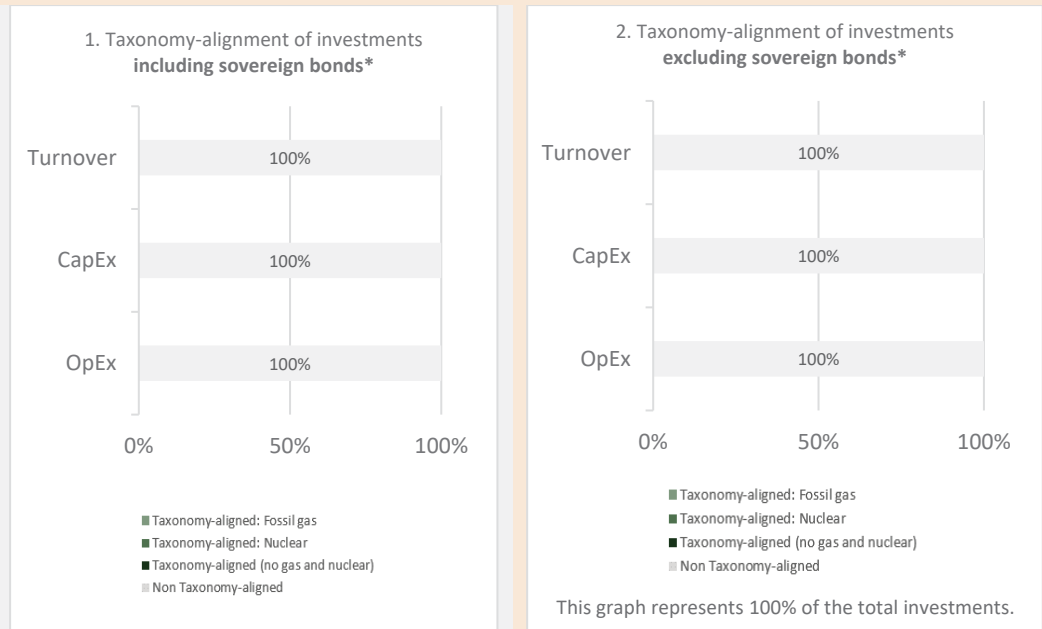 1. Taxonomy-alignment of investments
including sovereign bonds*
Turnover
100%
CapEx
100%
OpEx
100%
0%
50%
100%
Taxonomy-aligned: Fossil gas
Taxonomy-aligned: Nuclear
Taxonomy-aligned (no gas and nuclear)
Non Taxonomy-aligned
2. Taxonomy-alignment of investments
excluding sovereign bonds*
Turnover
100%
CapEx
100%
OpEx
100%
0%
50%
100%
Taxonomy-aligned: Fossil gas
Taxonomy-aligned: Nuclear
Taxonomy-aligned (no gas and nuclear)
Non Taxonomy-aligned
This graph represents 100% of the total investments.